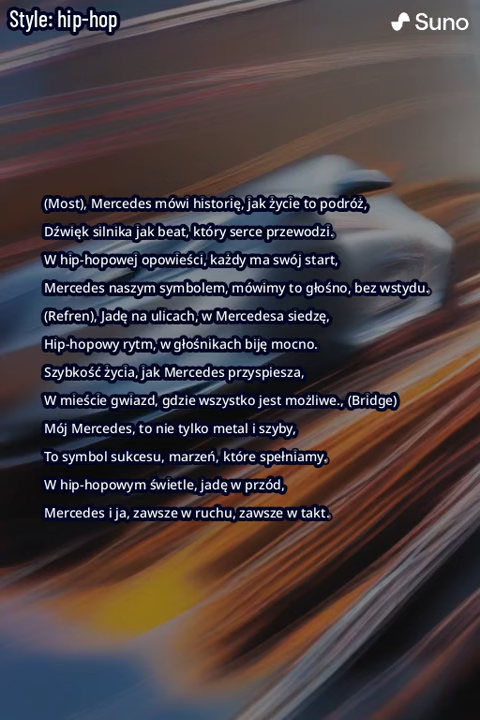 Style: hip-hop
Suno
(Most), Mercedes mówi historię, jak życie to podróż,
Dźwięk silnika jak beat, który serce przewodzi.
W hip-hopowej opowieści, każdy ma swój start,
Mercedes naszym symbolem, mówimy to głośno, bez wstydu.
(Refren), Jadę na ulicach, w Mercedesa siedzę,
Hip-hopowy rytm, w głośnikach biję mocno.
Szybkość życia, jak Mercedes przyspiesza,
W mieście gwiazd, gdzie wszystko jest możliwe., (Bridge)
Mój Mercedes, to nie tylko metal i szyby,
To symbol sukcesu, marzeń, które spełniamy.
W hip-hopowym świetle, jadę w przód,
Mercedes i ja, zawsze w ruchu, zawsze w takt.